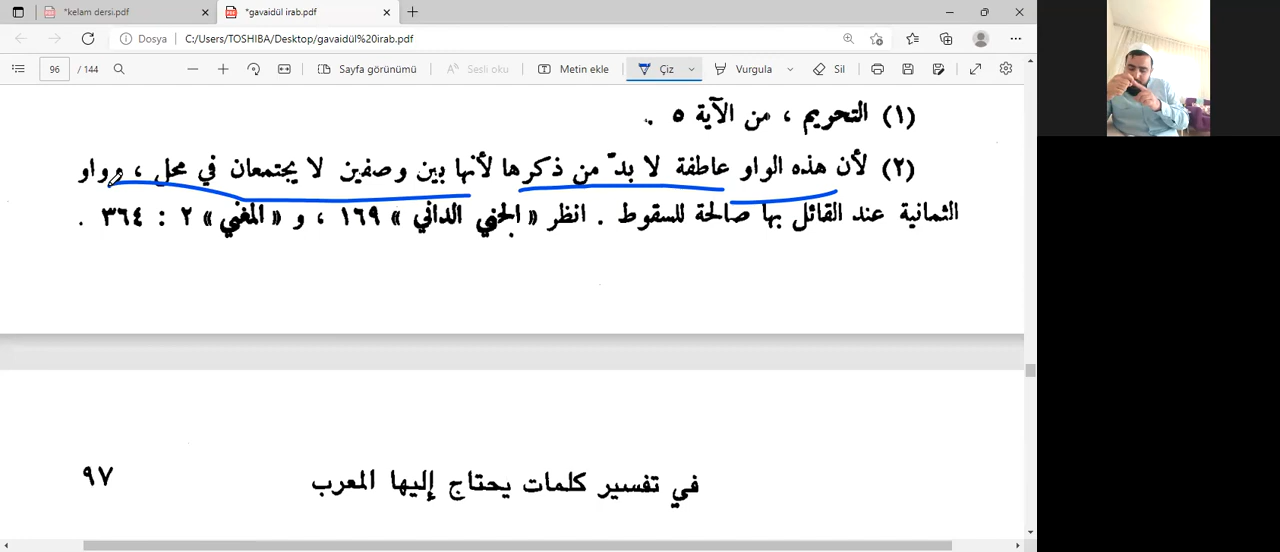 *kelam dersi.pdf
*gavaidül irab.pdf
Dosya C:/Users/TOSHIBA/Desktop/gavaidül%20irab.pdf
96 / 144 Sayfa görünümü Sesli oku Metin ekle Çiz Vurgula Sil
(١) التحريم ، من الآية ٥ .
(٢) لأن هذه الواو عاطفة لا بدّ من ذكرها لأنها بين وصفين لا يجتمعان في محل ، وواو
الثمانية عند القائل بها صالحة للسقوط . انظر « الجني الداني » ١٦٩ ، و « المغني » ٢ : ٣٦٤ .
في تفسير كلمات يحتاج إليها المعرب ٩٧